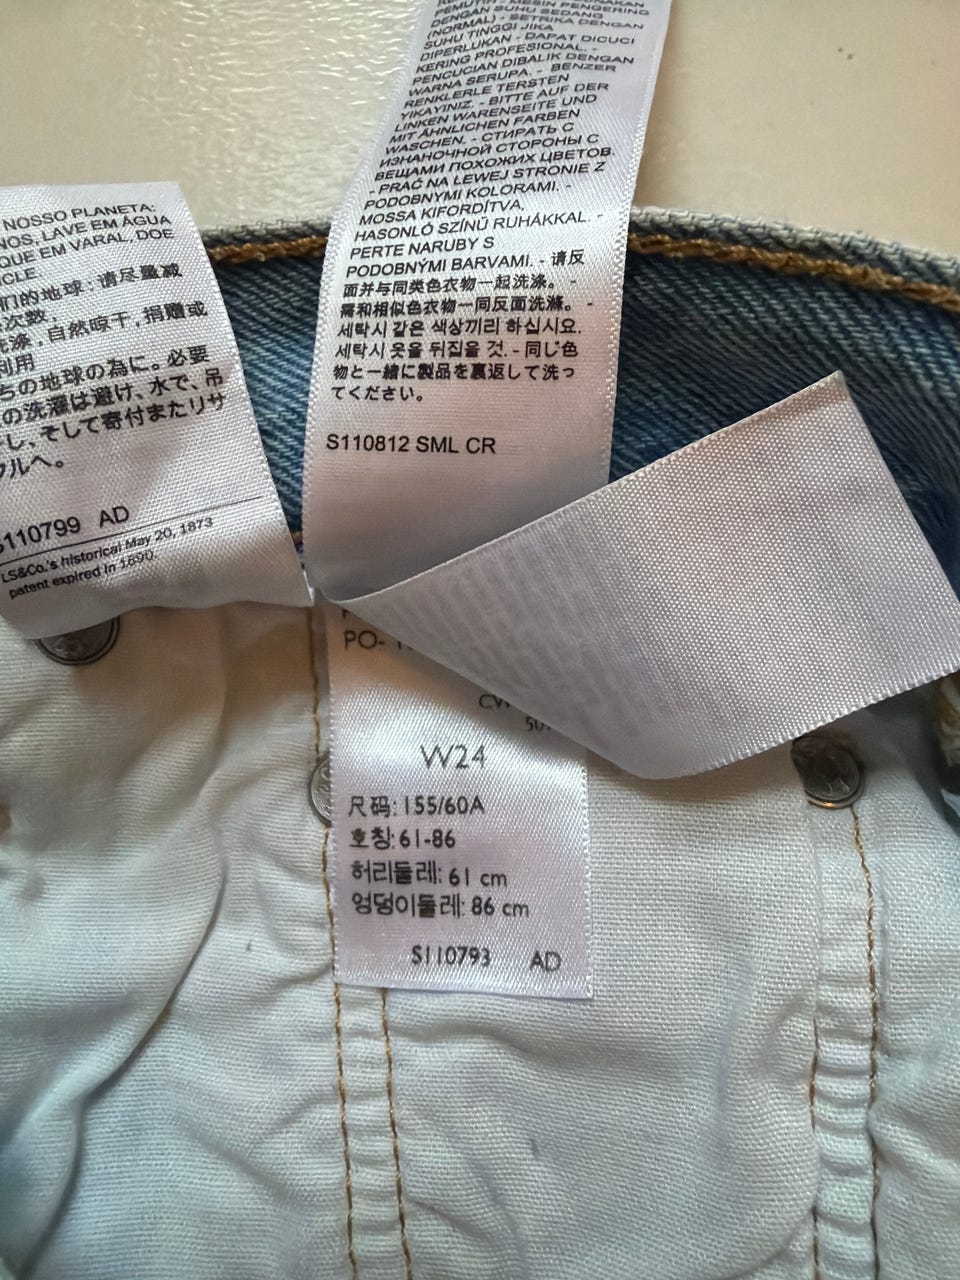 NOSSO PLANETA:
NOS, LAVE EM ÁGUA
QUE EM VARAL, DOE
ICLE.
们的地球:请尽量减
次数,
洗涤,自然晾干,捐赠或
利用
ちの地球の為に。必要
の洗濯は避け、水で、吊
し、そして寄付またリサ
クルへ。
S110799 AD
LS&Co.'s historical May 20, 1873
patent expired in 1890.
PEMUTIH - MESIN PENGERING
DENGAN SUHU SEDANG
(NORMAL) - SETRIKA DENGAN
SUHU TINGGI JIKA
DIPERLUKAN - DAPAT DICUCI
KERING PROFESIONAL. -
PENCUCIAN DIBALIK DENGAN
WARNA SERUPA. - BENZER
RENKLERLE TERSTEN
YIKAYINIZ. - BITTE AUF DER
LINKEN WARENSEITE UND
MIT ÄHNLICHEN FARBEN
WASCHEN. - СТИРАТЬ С
ИЗНАНОЧНОЙ СТОРОНЫ С
ВЕЩАМИ ПОХОЖИХ ЦВЕТОВ.
- PRAĆ NA LEWEJ STRONIE Z
PODOBNYMI KOLORAMI. -
MOSSA KIFORDÍTVA,
HASONLÓ SZÍNŰ RUHÁKKAL. -
PERTE NARUBY S
PODOBNÝMI BARVAMI. - 请反
面并与同类色衣物一起洗涤。 -
需和相似色衣物一同反面洗滌。 -
세탁시 같은 색상끼리 하십시요.
세탁시 옷을 뒤집을 것. - 同じ色
物と一緒に製品を裏返して洗っ
てください。
S110812 SML CR
PO-
W24
尺码: 155/60A
호칭: 61-86
허리둘레: 61 cm
엉덩이둘레: 86 cm
S110793 AD